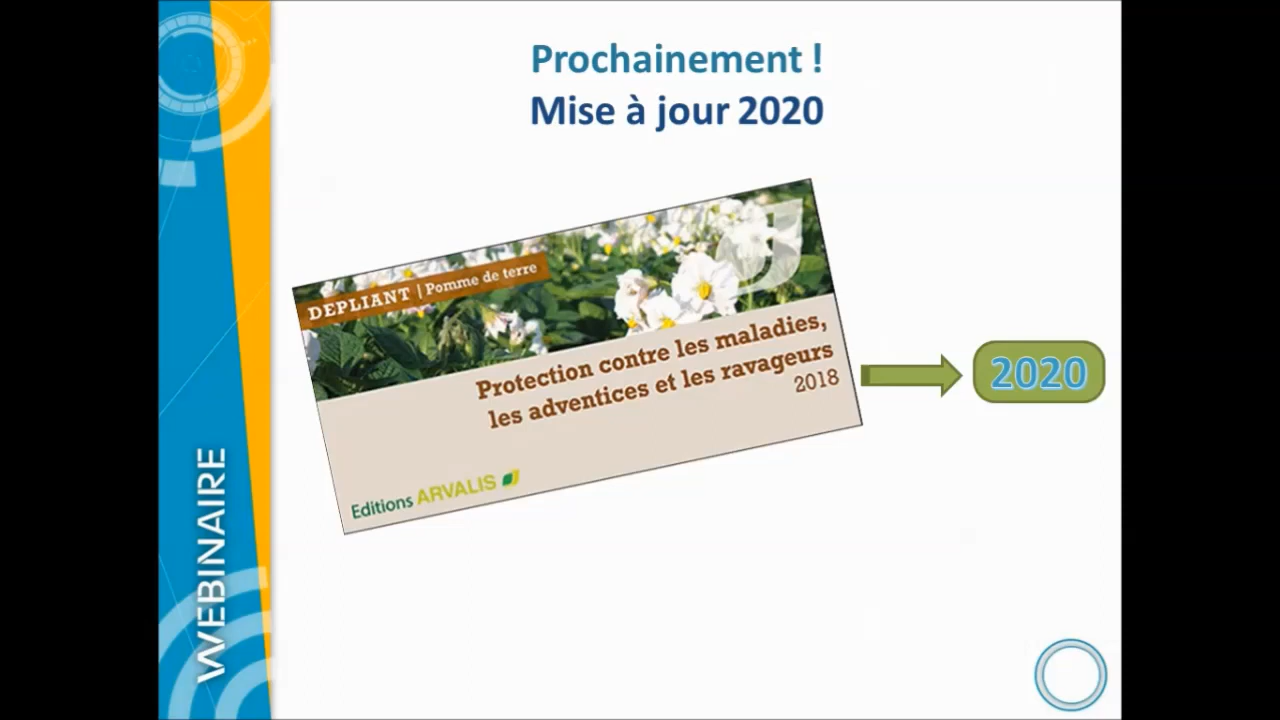 Prochainement !
Mise à jour 2020
DEPLIANT | Pomme de terre
Protection contre les maladies,
les adventices et les ravageurs
2018
2020
Editions ARVALIS
WEBINAIRE